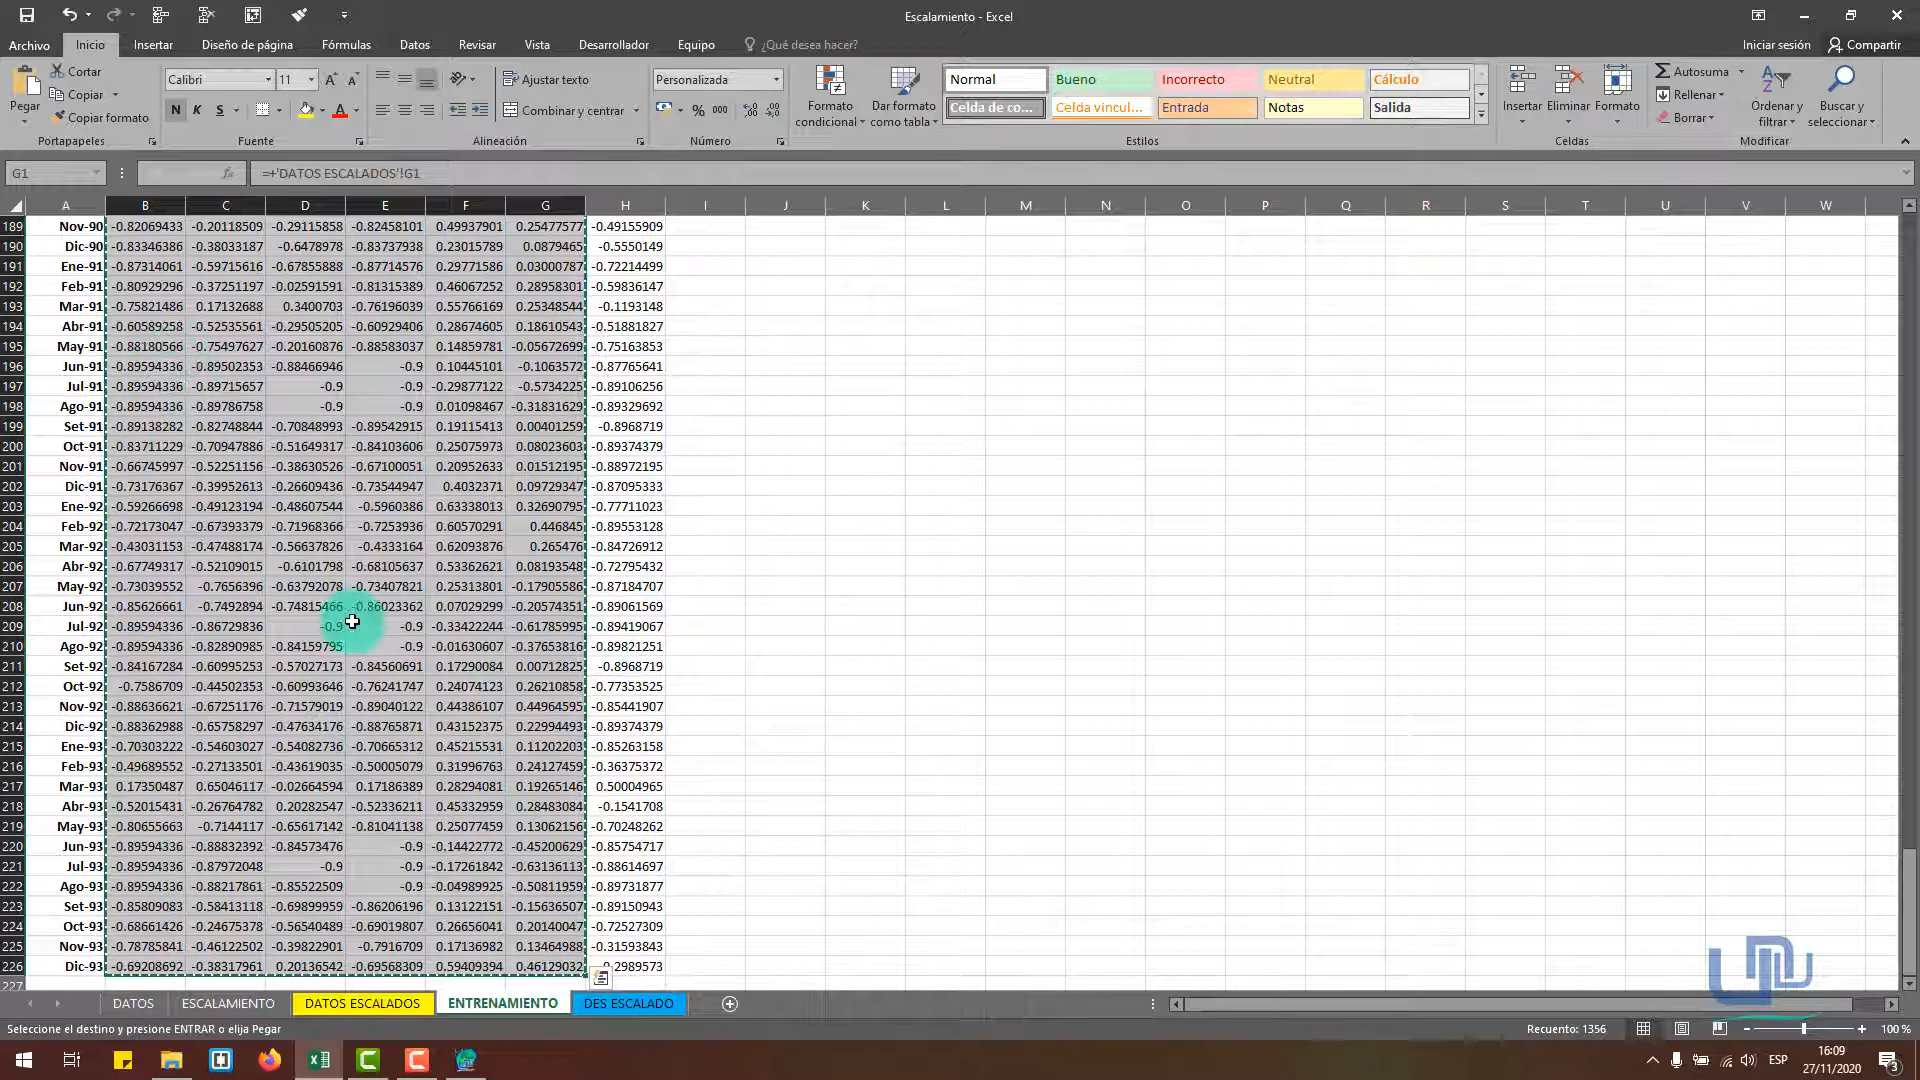 Escalamiento - Excel
Archivo Inicio Insertar Diseño de página Fórmulas Datos Revisar Vista Desarrollador Equipo ¿Qué desea hacer? Iniciar sesión Compartir
Pegar Cortar Copiar Copiar formato
Portapapeles
Calibri 11
N K S
Fuente
Ajustar texto
Combinar y centrar
Alineación
Personalizada
% 000
Número
Formato condicional
Dar formato como tabla
Normal Bueno Incorrecto Neutral Cálculo
Celda de co... Celda vincul... Entrada Notas Salida
Estilos
Insertar Eliminar Formato
Celdas
Autosuma
Rellenar
Borrar
Ordenar y filtrar
Buscar y seleccionar
Modificar
G1 fx =+'DATOS ESCALADOS'!G1
A B C D E F G H I J K L M N O P Q R S T U V W
189 Nov-90 -0.82069433 -0.20118509 -0.29115858 -0.82458101 0.49937901 0.25477577 -0.49155909
190 Dic-90 -0.83346386 -0.38033187 -0.6478978 -0.83737938 0.23015789 0.0879465 -0.5550149
191 Ene-91 -0.87314061 -0.59715616 -0.67855888 -0.87714576 0.29771586 0.03000787 -0.72214499
192 Feb-91 -0.80929296 -0.37251197 -0.02591591 -0.81315389 0.46067252 0.28958301 -0.59836147
193 Mar-91 -0.75821486 0.17132688 0.3400703 -0.76196039 0.55766169 0.25348544 -0.1193148
194 Abr-91 -0.60589258 -0.52535561 -0.29505205 -0.60929406 0.28674605 0.18610543 -0.51881827
195 May-91 -0.88180566 -0.75497627 -0.20160876 -0.88583037 0.14859781 -0.05672699 -0.75163853
196 Jun-91 -0.89594336 -0.89502353 -0.88466946 -0.9 0.10445101 -0.1063572 -0.87765641
197 Jul-91 -0.89594336 -0.89715657 -0.9 -0.9 -0.29877122 -0.5734225 -0.89106256
198 Ago-91 -0.89594336 -0.89786758 -0.9 -0.9 0.01098467 -0.31831629 -0.89329692
199 Set-91 -0.89138282 -0.82748844 -0.70848993 -0.89542915 0.19115413 0.00401259 -0.8968719
200 Oct-91 -0.83711229 -0.70947886 -0.51649317 -0.84103606 0.25075973 0.08023603 -0.89374379
201 Nov-91 -0.66745997 -0.52251156 -0.38630526 -0.67100051 0.20952633 0.01512195 -0.88972195
202 Dic-91 -0.73176367 -0.39952613 -0.26609436 -0.73544947 0.4032371 0.09729347 -0.87095333
203 Ene-92 -0.59266698 -0.49123194 -0.48607544 -0.5960386 0.63338013 0.32690795 -0.77711023
204 Feb-92 -0.72173047 -0.67393379 -0.71968366 -0.7253936 0.60570291 0.446845 -0.89553128
205 Mar-92 -0.43031153 -0.47488174 -0.56637826 -0.4333164 0.62093876 0.265476 -0.84726912
206 Abr-92 -0.67749317 -0.52109015 -0.6101798 -0.68105637 0.53362621 0.08193548 -0.72795432
207 May-92 -0.73039552 -0.7656396 -0.63792078 -0.73407821 0.25313801 -0.17905586 -0.87184707
208 Jun-92 -0.85626661 -0.7492894 -0.74815466 -0.86023362 0.07029299 -0.20574351 -0.89061569
209 Jul-92 -0.89594336 -0.86729836 -0.9 -0.9 -0.33422244 -0.61785995 -0.89419067
210 Ago-92 -0.89594336 -0.82890985 -0.84159795 -0.9 -0.01630607 -0.37653816 -0.89821251
211 Set-92 -0.84167284 -0.60995253 -0.57027173 -0.84560691 0.17290084 0.00712825 -0.8968719
212 Oct-92 -0.7586709 -0.44502353 -0.60993646 -0.76241747 0.24074123 0.26210858 -0.77353525
213 Nov-92 -0.88636621 -0.67251176 -0.71579019 -0.89040122 0.44386107 0.44964595 -0.85441907
214 Dic-92 -0.88362988 -0.65758297 -0.47634176 -0.88765871 0.43152375 0.22994493 -0.89374379
215 Ene-93 -0.70303222 -0.54603027 -0.54082736 -0.70665312 0.45215531 0.11202203 -0.85263158
216 Feb-93 -0.49689552 -0.27133501 -0.43619035 -0.50005079 0.31996763 0.24127459 -0.36375372
217 Mar-93 0.17350487 0.65046117 -0.02664594 0.17186389 0.28294081 0.19265146 0.50004965
218 Abr-93 -0.52015431 -0.26764782 0.20282547 -0.52336211 0.45332959 0.28483084 -0.1541708
219 May-93 -0.80655663 -0.7144117 -0.65617142 -0.81041138 0.25077459 0.13062156 -0.70248262
220 Jun-93 -0.89594336 -0.88832392 -0.84573476 -0.9 -0.14422772 -0.45200629 -0.85754717
221 Jul-93 -0.89594336 -0.87972048 -0.9 -0.9 -0.17261842 -0.63136113 -0.88614697
222 Ago-93 -0.89594336 -0.88217861 -0.85522509 -0.9 -0.04989925 -0.50811959 -0.89731877
223 Set-93 -0.85809083 -0.58413118 -0.69899959 -0.86206196 0.13122151 -0.15636507 -0.89150943
224 Oct-93 -0.68661426 -0.24675378 -0.56540489 -0.69019807 0.26656041 0.20140047 -0.72527309
225 Nov-93 -0.78785841 -0.46122502 -0.39822901 -0.7916709 0.17136982 0.13464988 -0.31593843
226 Dic-93 -0.69208692 -0.38317961 0.20136542 -0.69568309 0.59409394 0.46129032 0.2989573
227
DATOS ESCALAMIENTO DATOS ESCALADOS ENTRENAMIENTO DES ESCALADO
Seleccione el destino y presione ENTRAR o elija Pegar Recuento: 1356 100 %
ESP 16:09
27/11/2020
3